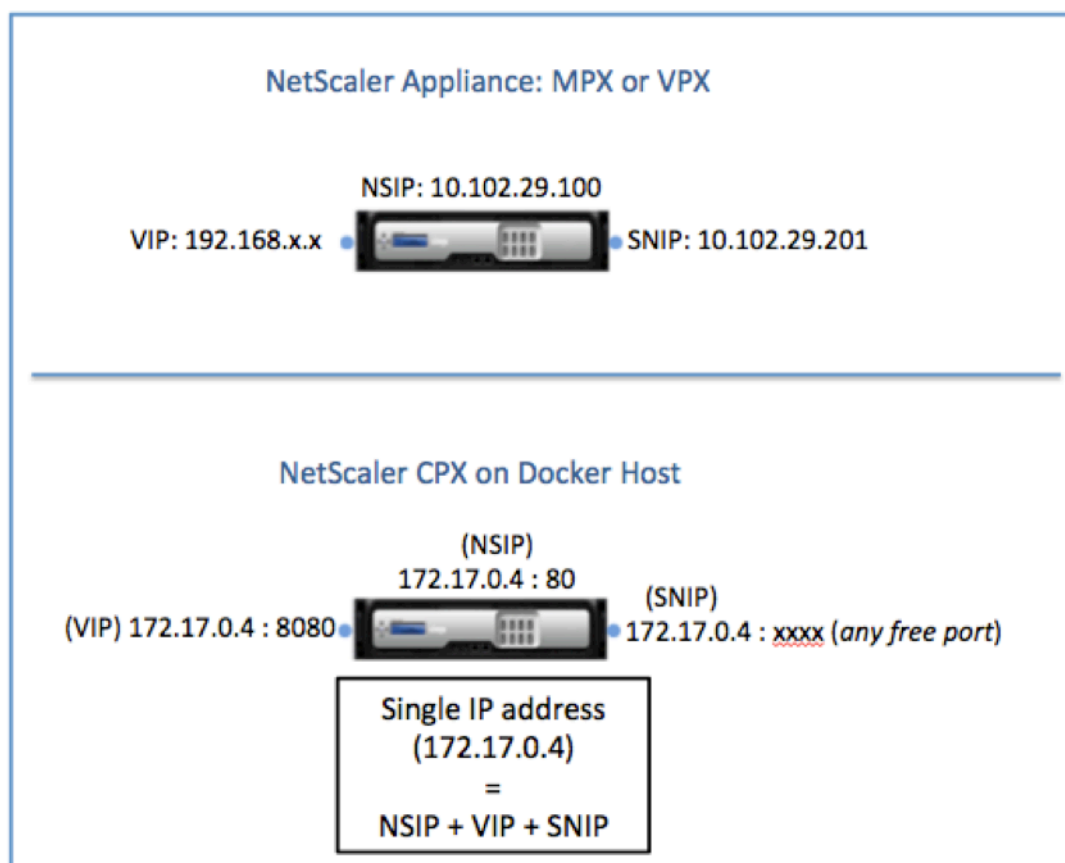 NetScaler Appliance: MPX or VPX
NSIP: 10.102.29.100
VIP: 192.168.x.x
SNIP: 10.102.29.201
NetScaler CPX on Docker Host
(NSIP)
172.17.0.4 : 80
(VIP) 172.17.0.4 : 8080
(SNIP)
172.17.0.4 : xxxx (any free port)
Single IP address
(172.17.0.4)
=
NSIP + VIP + SNIP